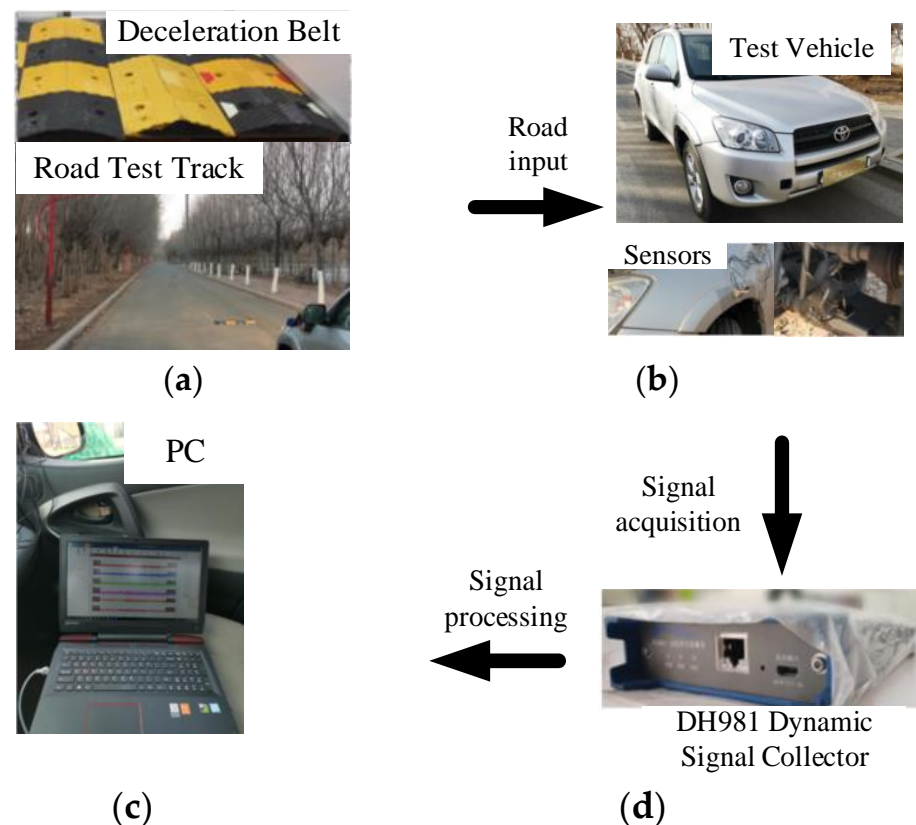 Deceleration Belt
Road Test Track
(a)
Road
input
Test Vehicle
Sensors
(b)
PC
(c)
Signal
acquisition
Signal
processing
DH981 Dynamic
Signal Collector
(d)